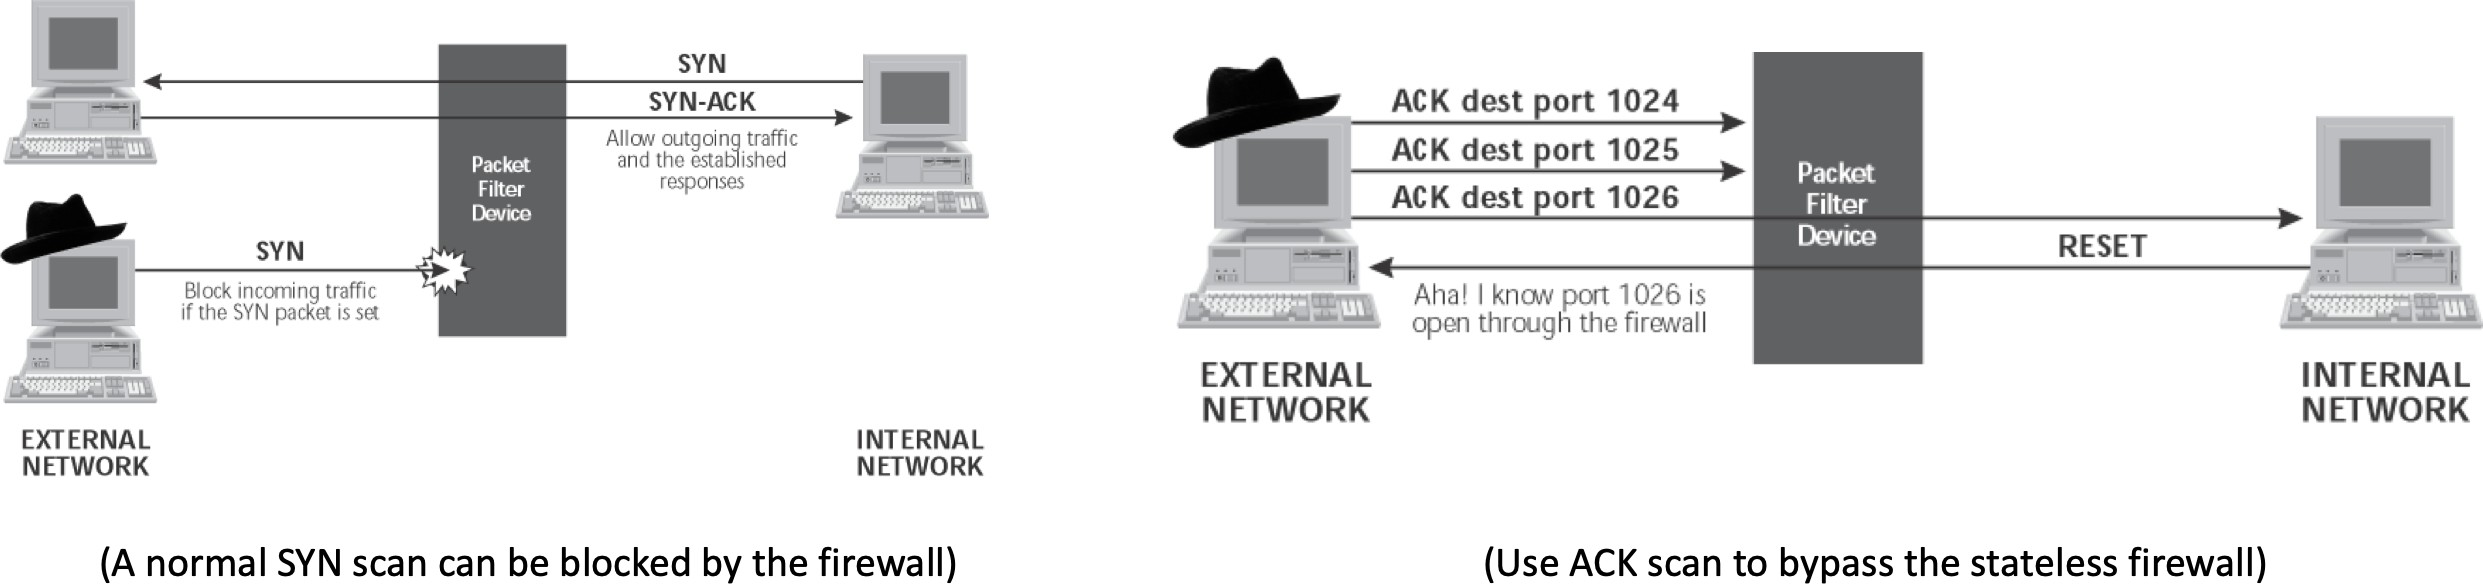 SYN
SYN-ACK
Allow outgoing traffic
and the established
responses
Packet
Filter
Device
SYN
Block incoming traffic
if the SYN packet is set
EXTERNAL
NETWORK
INTERNAL
NETWORK
(A normal SYN scan can be blocked by the firewall)
ACK dest port 1024
ACK dest port 1025
ACK dest port 1026
Packet
Filter
Device
RESET
Aha! I know port 1026 is
open through the firewall
EXTERNAL
NETWORK
INTERNAL
NETWORK
(Use ACK scan to bypass the stateless firewall)